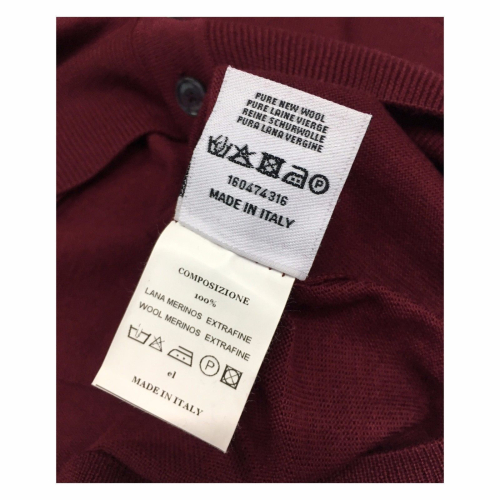 PURE NEW WOOL
PURE LAINE VIERGE
REINE SCHURWOLLE
PURA LANA VERGINE
P
160474316
MADE IN ITALY
COMPOSIZIONE
100%
LANA MERINOS EXTRAFINE
WOOL MERINOS EXTRAFINE
P
el
MADE IN ITALY